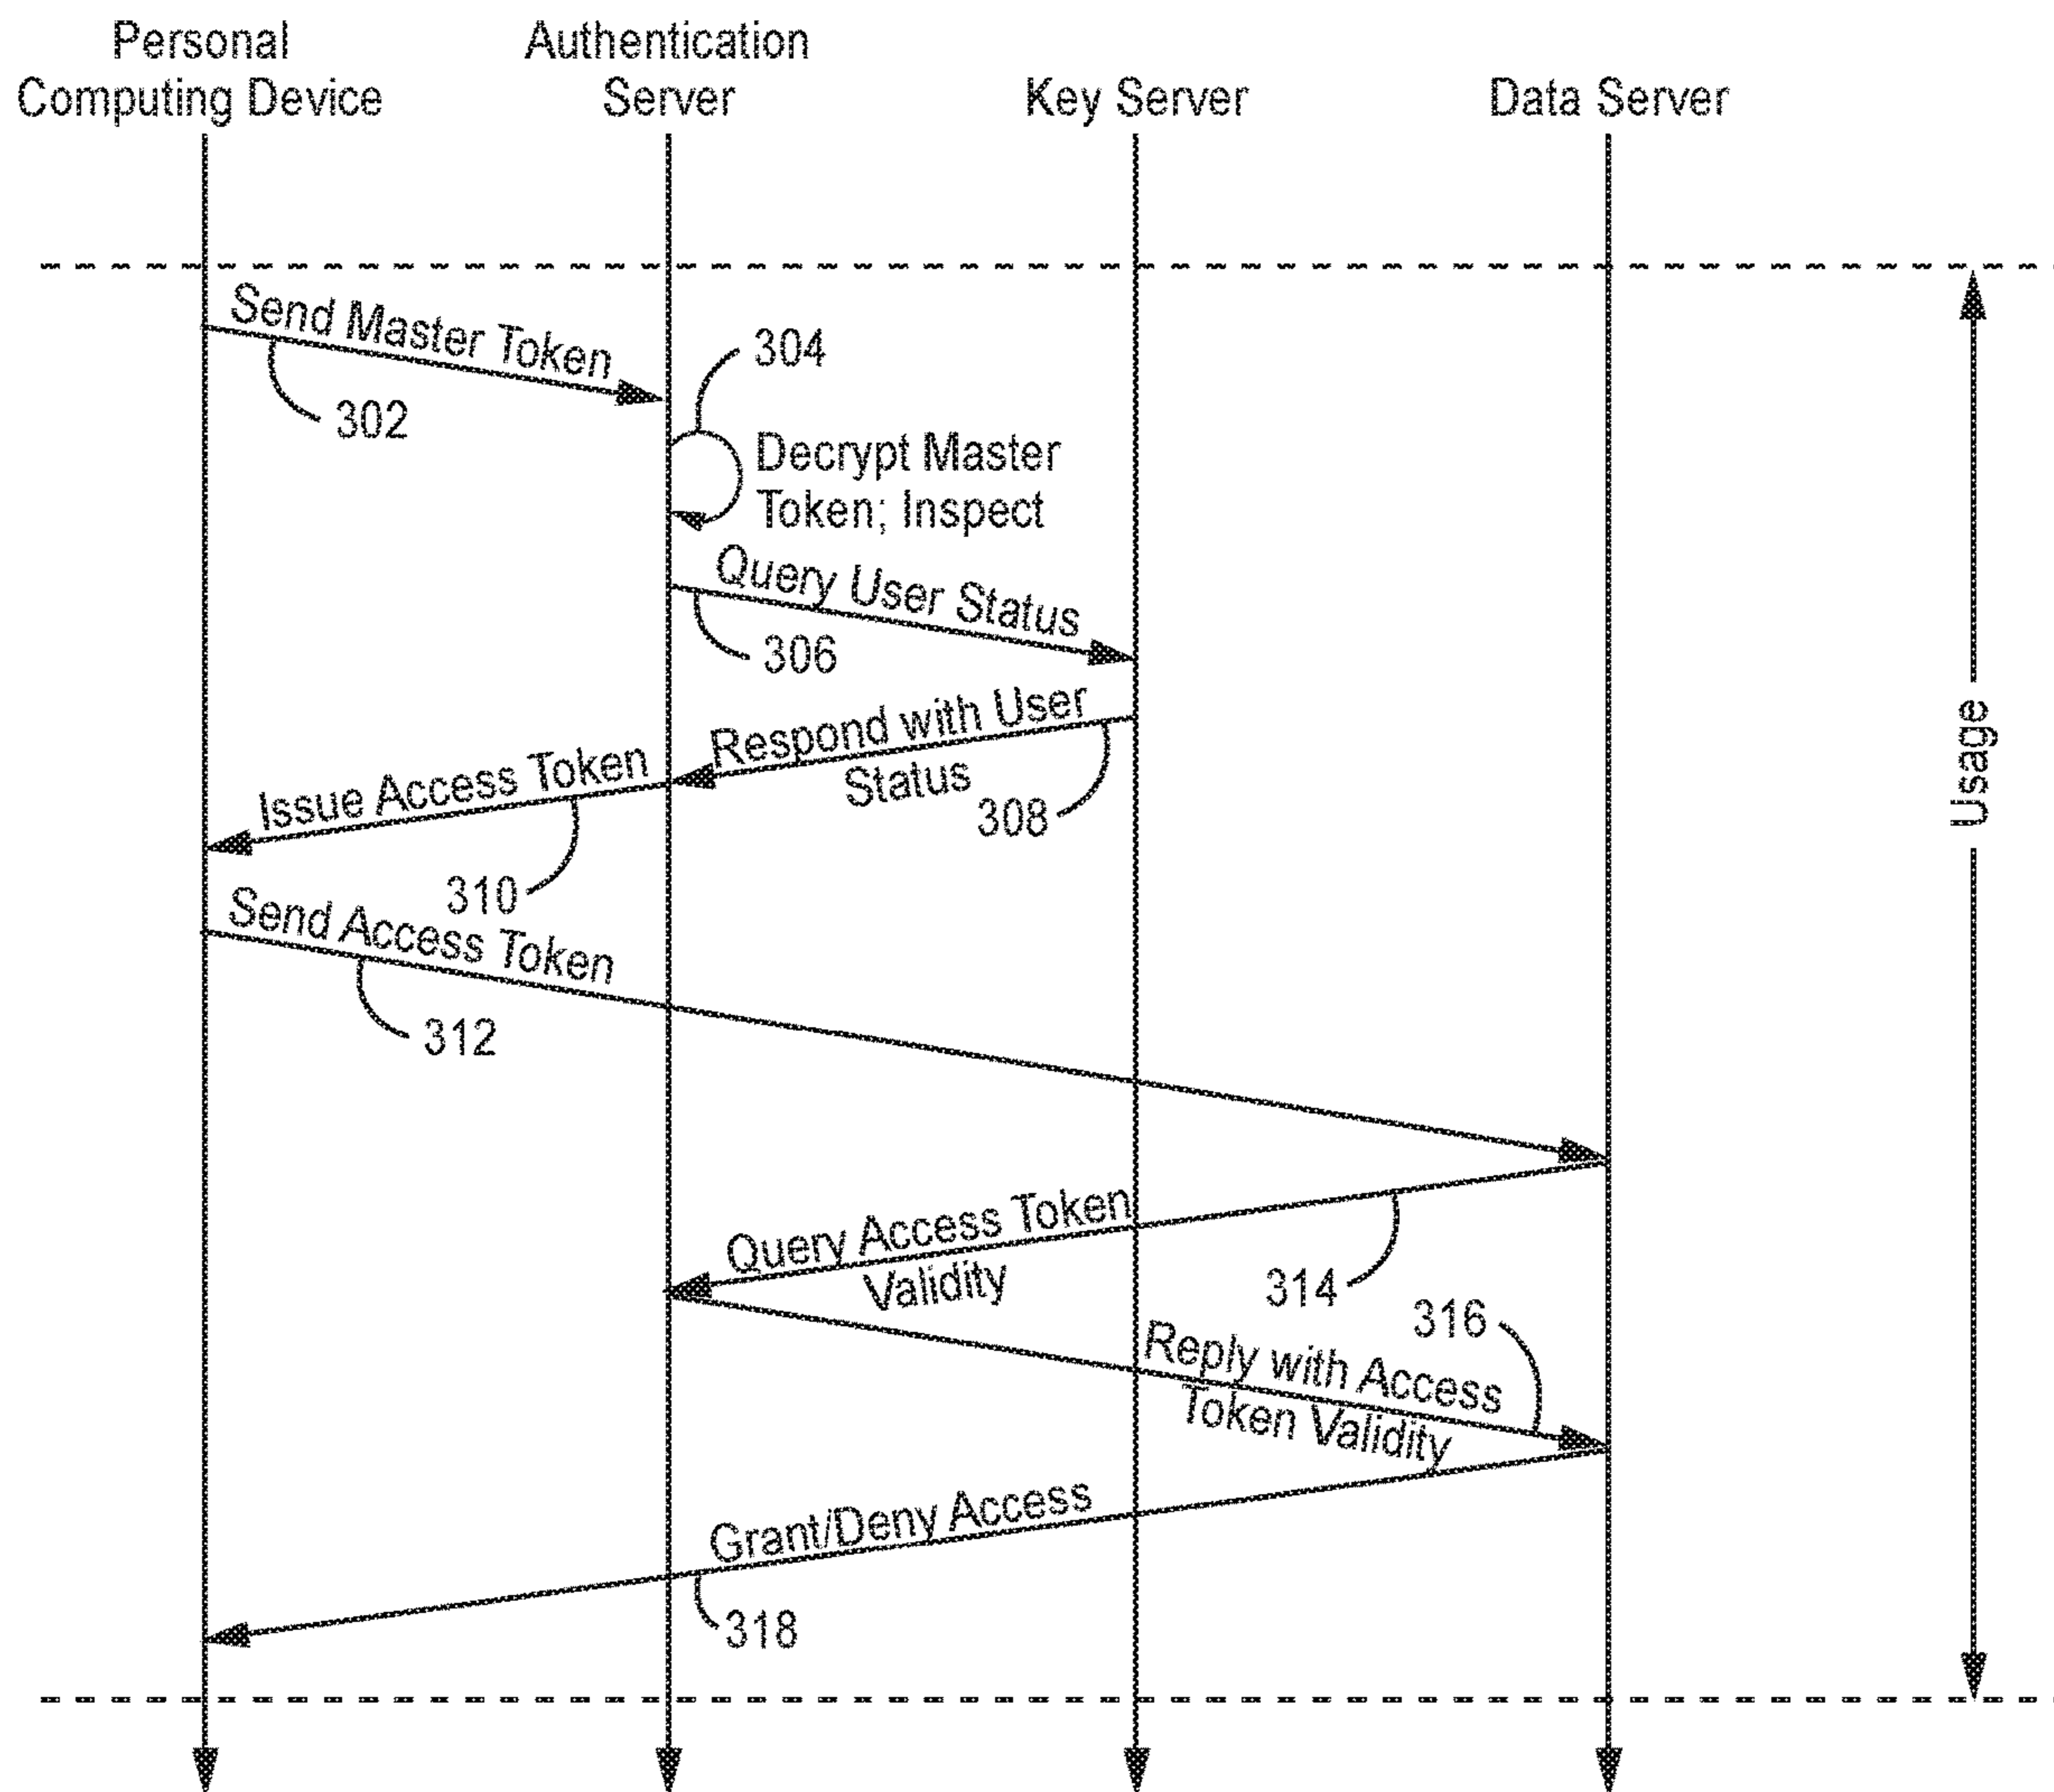 Personal
Computing Device
Authentication
Server
Key Server
Data Server
Send Master Token
302
304
Decrypt Master
Token; Inspect
Query User Status
306
Respond with User
Status
308
Issue Access Token
310
Send Access Token
312
Query Access Token
Validity
314
316
Reply with Access
Token Validity
Grant/Deny Access
318
Usage